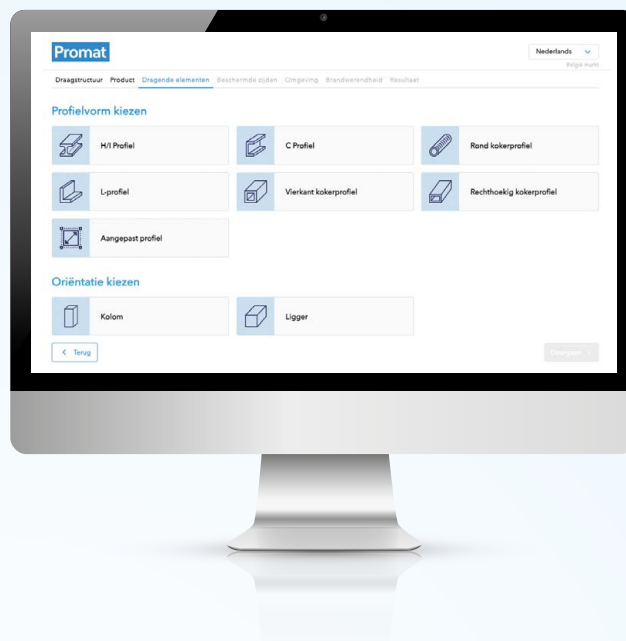 Promat
Nederlands
België markt
Draagstructuur Product Dragende elementen Beschermde zijden Omgeving Brandwerendheid Resultaat
Profielvorm kiezen
H/I Profiel
C Profiel
Rond kokerprofiel
L-profiel
Vierkant kokerprofiel
Rechthoekig kokerprofiel
Aangepast profiel
Oriëntatie kiezen
Kolom
Ligger
Terug
Doorgaan